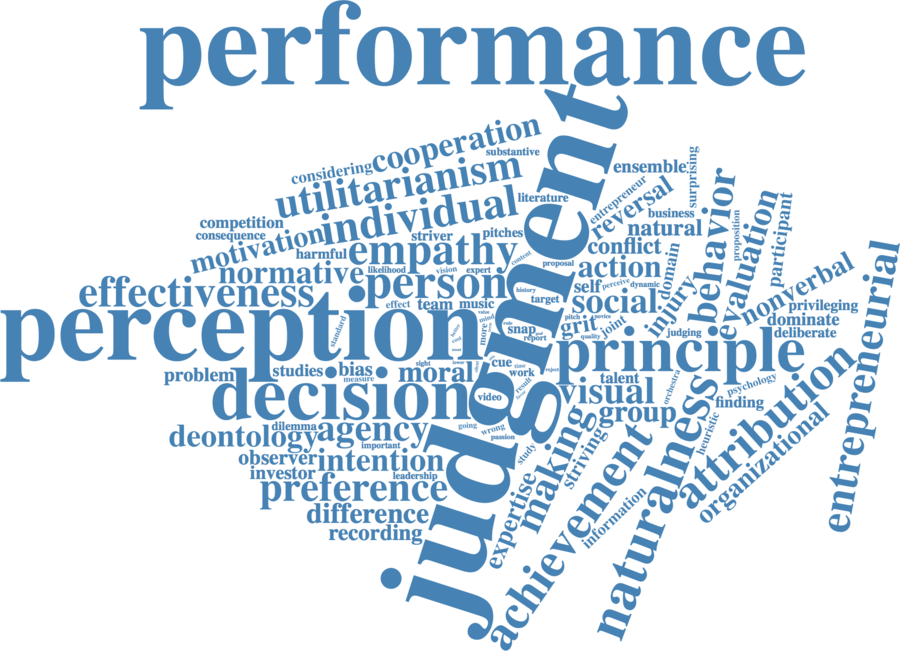 performance
judgment
cooperation
substantive
considering
utilitarianism
ensemble
surprising
literature
entrepreneur
individual
competition
consequence
motivation
reversal
business
behavior
participant
proposition
evaluation
natural
striver
pitches
harmful
empathy
conflict
content
normative
likelihood
vision
expert
proposal
action
domain
nonverbal
entrepreneurial
person
self
perceive
dynamic
effectiveness
history
target
social
injury
privileging
effect
team
music
value
mind
more
perception
standard
rule
snap
report
pitch
novice
grit
joint
quality
judging
dominate
deliberate
principle
sight
cue
work
reject
problem
studies
bias
measure
moral
result
talent
orchestra
psychology
decision
video
visual
group
finding
attribution
dilemma
deontology
agency
going
wrong
passion
important
making
striving
naturalness
heuristic
organizational
observer
intention
study
investor
leadership
preference
expertise
achievement
information
difference
recording